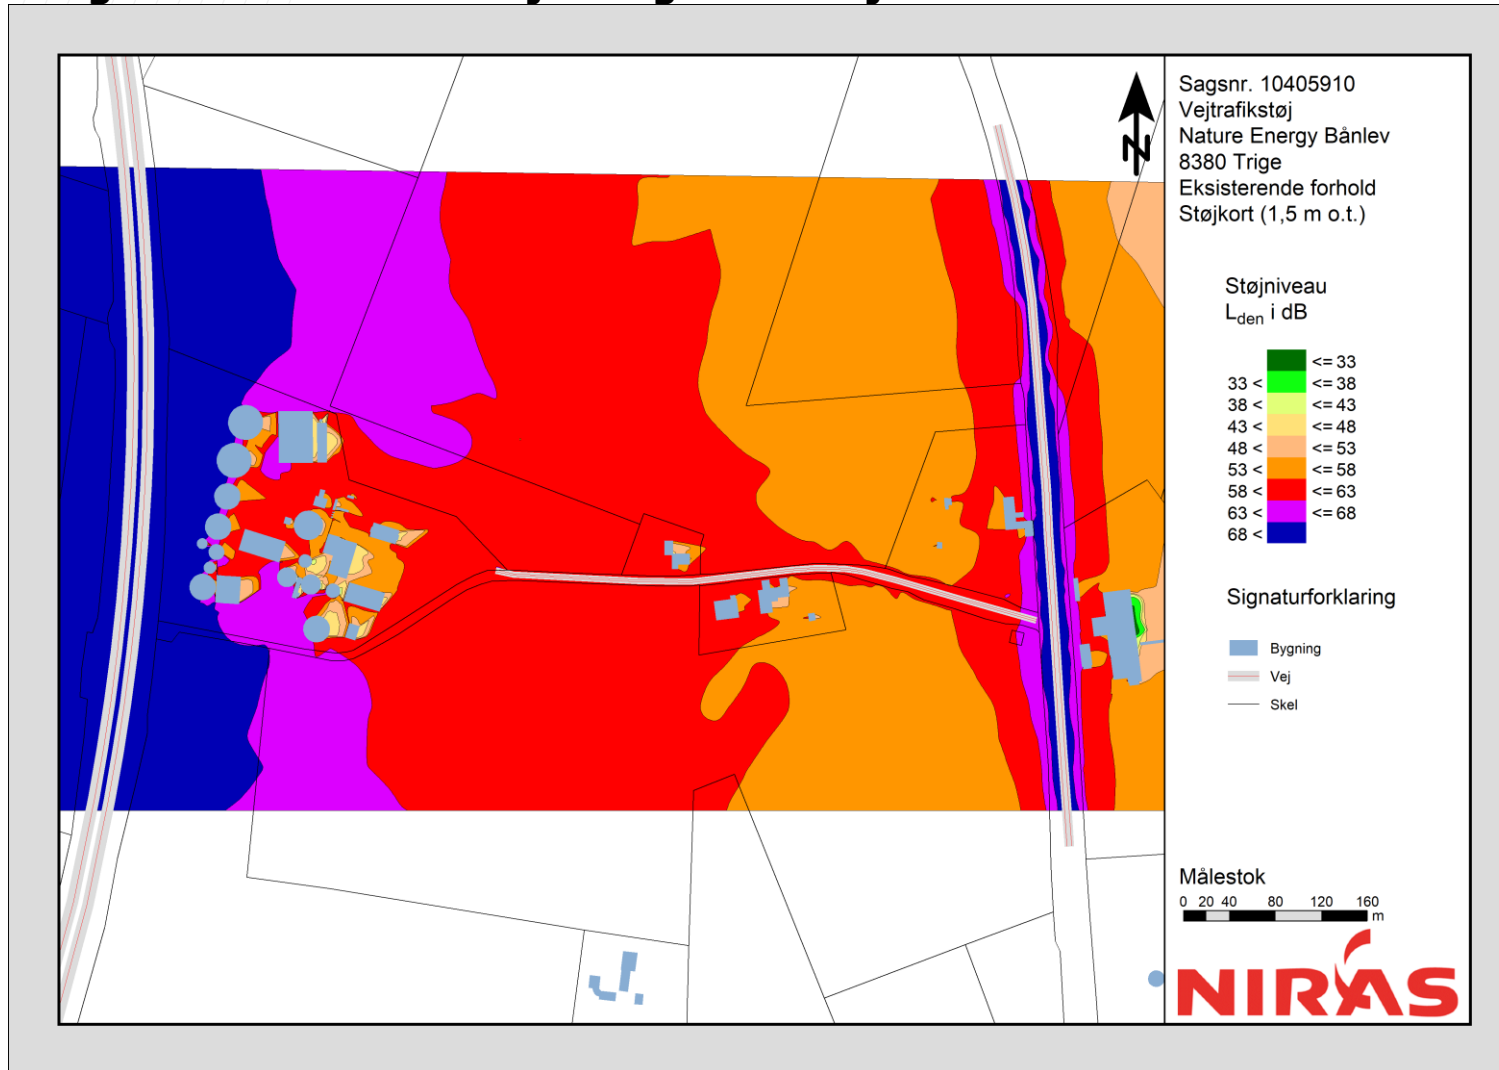 Sagsnr. 10405910
Vejtrafikstøj
Nature Energy Bånlev
8380 Trige
Eksisterende forhold
Støjkort (1,5 m o.t.)
N
Støjniveau
Lden i dB
<= 33
33 < <= 38
38 < <= 43
43 < <= 48
48 < <= 53
53 < <= 58
58 < <= 63
63 < <= 68
68 <
Signaturforklaring
Bygning
Vej
Skel
Målestok
0 20 40 80 120 160
m
NIRAS